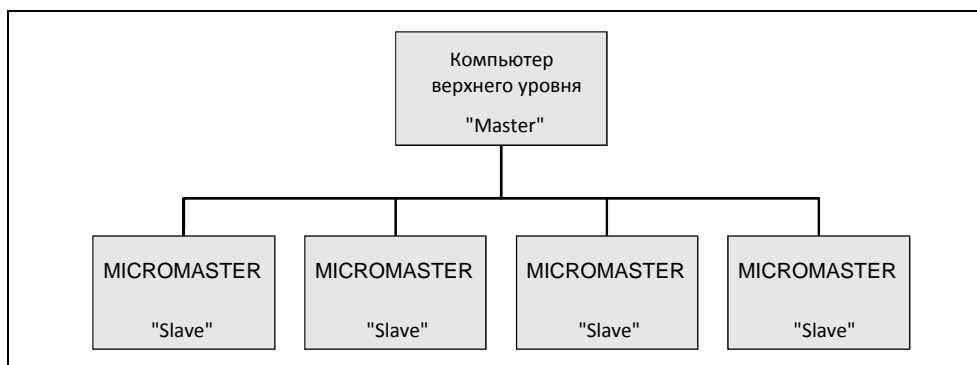 Компьютер
верхнего уровня
"Master"
MICROMASTER MICROMASTER MICROMASTER MICROMASTER
"Slave" "Slave" "Slave" "Slave"